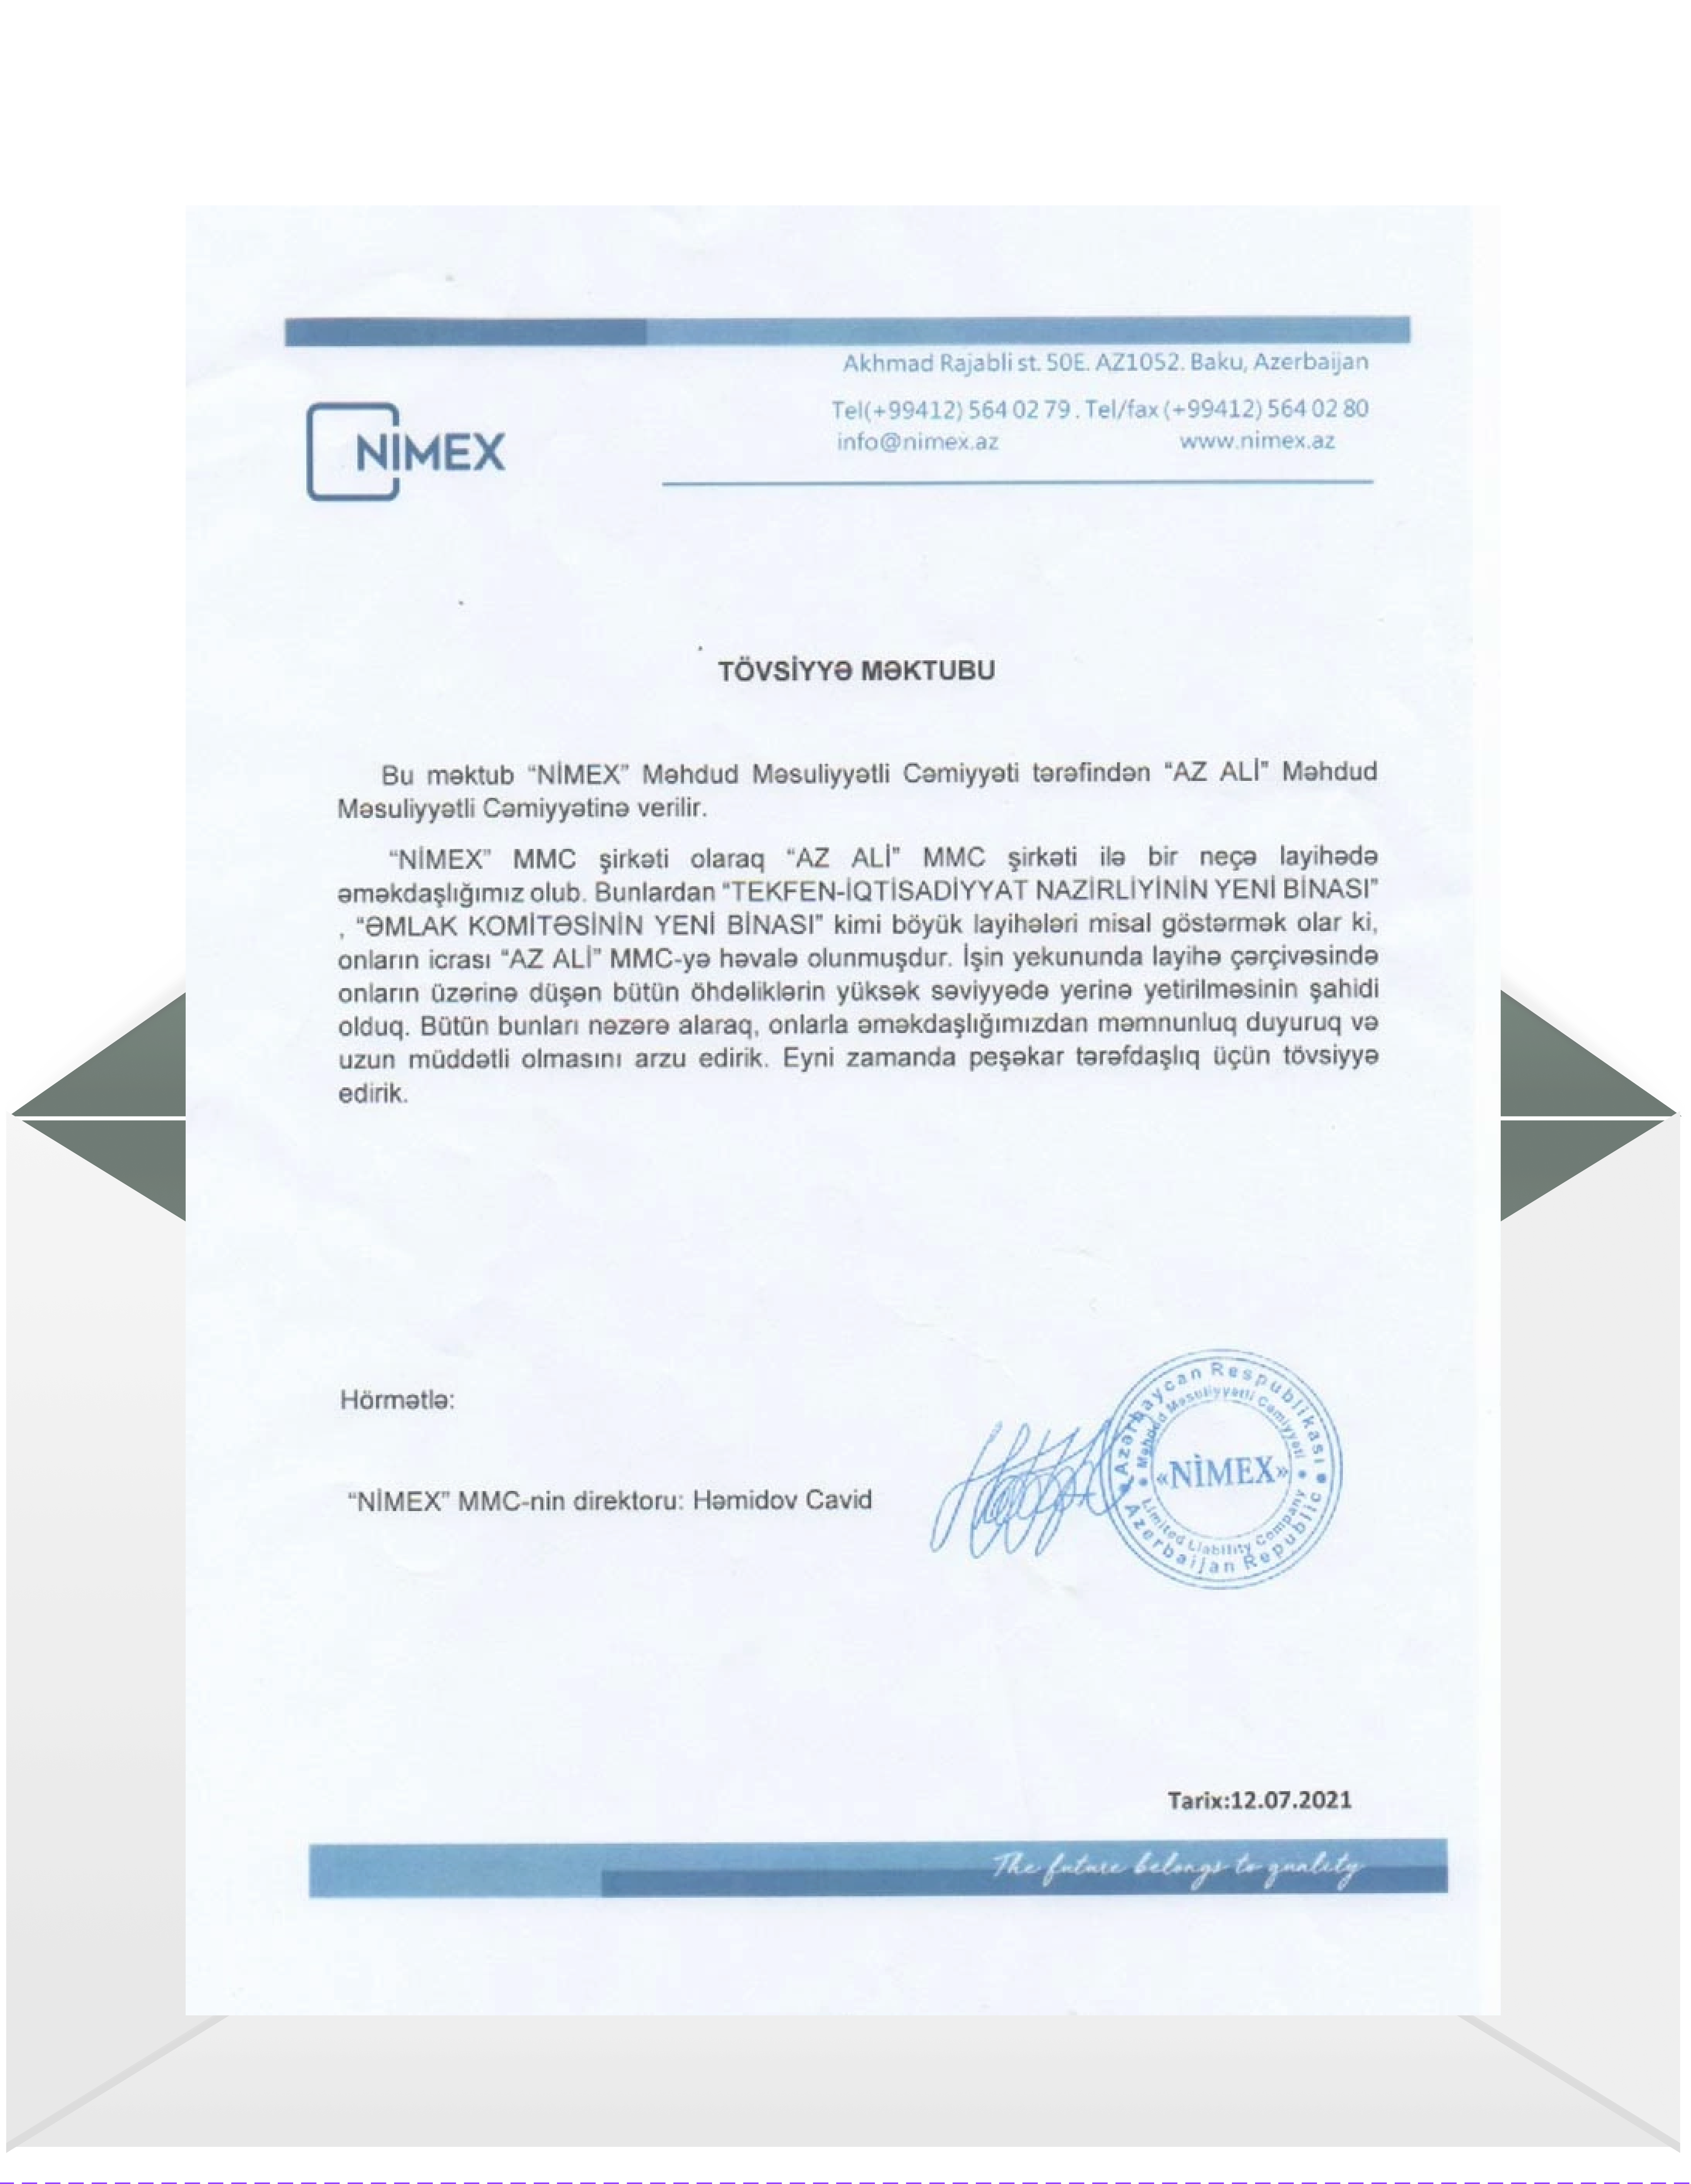 Akhmad Rajabli st. 50E. AZ1052. Baku, Azerbaijan
NİMEX
Tel(+99412) 564 02 79 . Tel/fax (+99412) 564 02 80
info@nimex.az www.nimex.az
TÖVSİYYƏ MƏKTUBU
Bu məktub “NİMEX” Məhdud Məsuliyyətli Cəmiyyəti tərəfindən “AZ ALİ” Məhdud
Məsuliyyətli Cəmiyyətinə verilir.
“NİMEX” MMC şirkəti olaraq “AZ ALİ” MMC şirkəti ilə bir neçə layihədə
əməkdaşlığımız olub. Bunlardan “TEKFEN-İQTİSADİYYAT NAZİRLİYİNİN YENİ BİNASI”
, “ƏMLAK KOMİTƏSİNİN YENİ BİNASI” kimi böyük layihələri misal göstərmək olar ki,
onların icrası “AZ ALİ” MMC-yə həvalə olunmuşdur. İşin yekununda layihə çərçivəsində
onların üzərinə düşən bütün öhdəliklərin yüksək səviyyədə yerinə yetirilməsinin şahidi
olduq. Bütün bunları nəzərə alaraq, onlarla əməkdaşlığımızdan məmnunluq duyuruq və
uzun müddətli olmasını arzu edirik. Eyni zamanda peşəkar tərəfdaşlıq üçün tövsiyyə
edirik.
Hörmətlə:
“NİMEX” MMC-nin direktoru: Həmidov Cavid
Azərbaycan Respublikası
Məhdud Məsuliyyətli Cəmiyyəti
«NİMEX»
Limited Liability Company
Azerbaijan Republic
Tarix:12.07.2021
The future belongs to quality